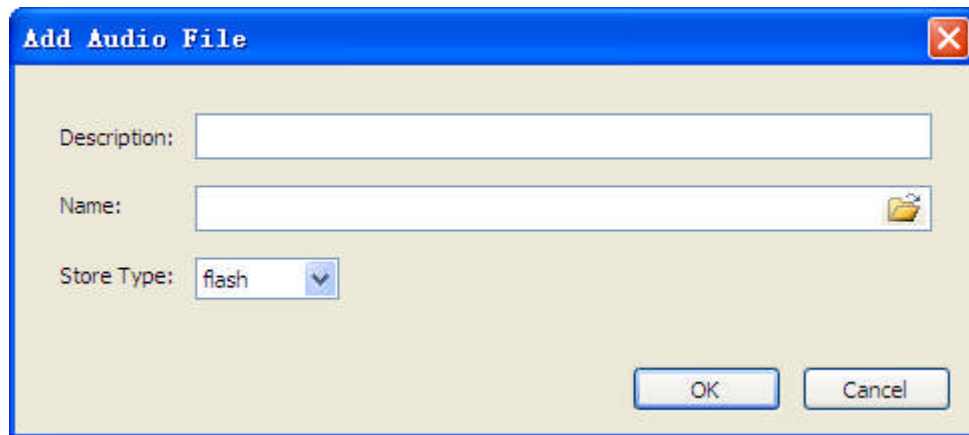 Add Audio File
Description:
Name:
Store Type: flash
OK Cancel